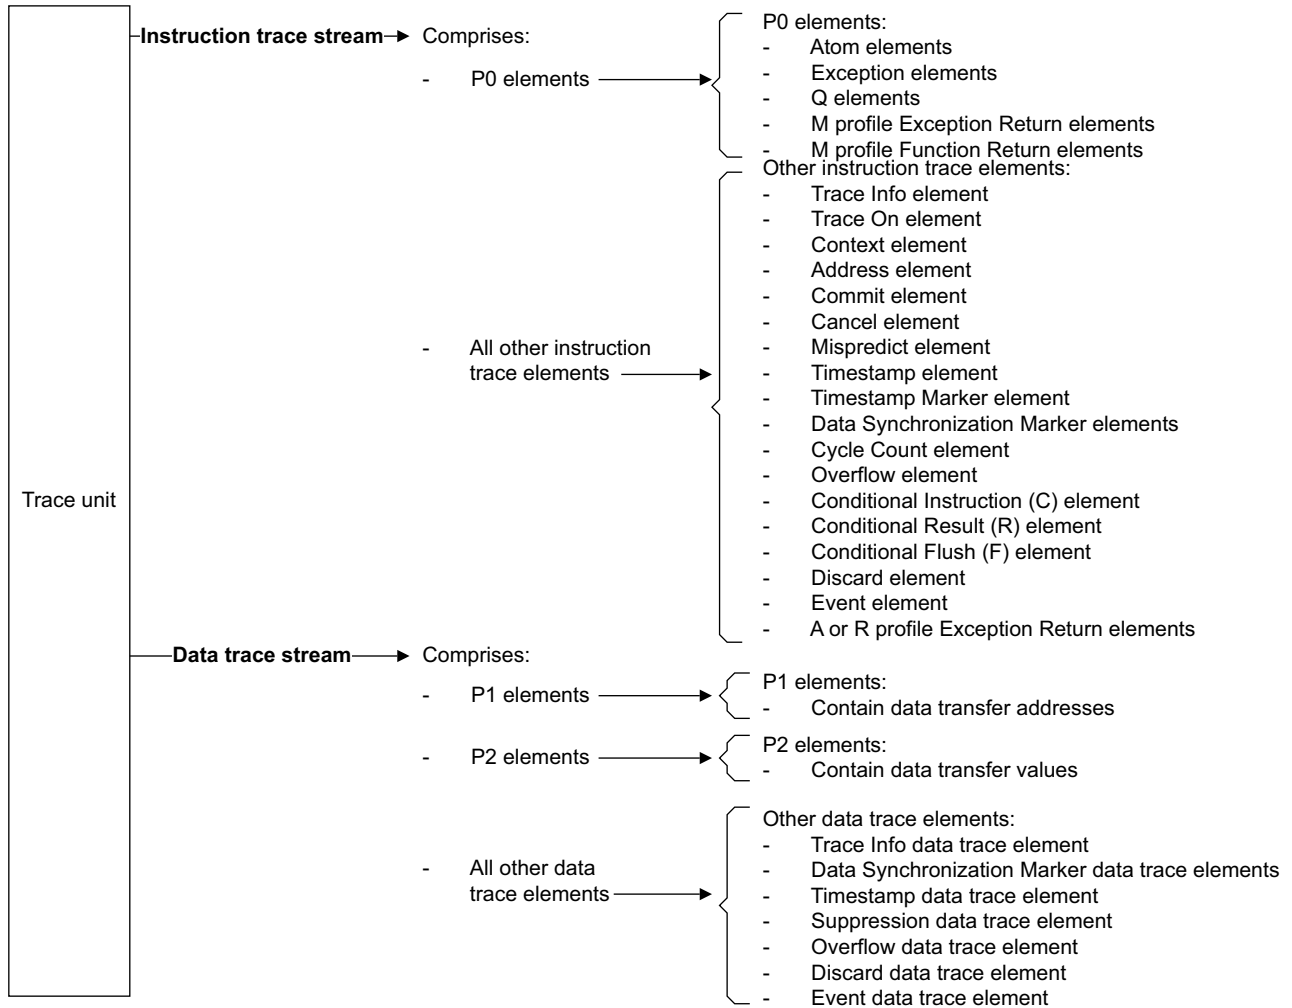 Trace unit
Instruction trace stream
Comprises:
- P0 elements
P0 elements:
- Atom elements
- Exception elements
- Q elements
- M profile Exception Return elements
- M profile Function Return elements
- All other instruction
trace elements
Other instruction trace elements:
- Trace Info element
- Trace On element
- Context element
- Address element
- Commit element
- Cancel element
- Mispredict element
- Timestamp element
- Timestamp Marker element
- Data Synchronization Marker elements
- Cycle Count element
- Overflow element
- Conditional Instruction (C) element
- Conditional Result (R) element
- Conditional Flush (F) element
- Discard element
- Event element
- A or R profile Exception Return elements
Data trace stream
Comprises:
- P1 elements
P1 elements:
- Contain data transfer addresses
- P2 elements
P2 elements:
- Contain data transfer values
- All other data
trace elements
Other data trace elements:
- Trace Info data trace element
- Data Synchronization Marker data trace elements
- Timestamp data trace element
- Suppression data trace element
- Overflow data trace element
- Discard data trace element
- Event data trace element